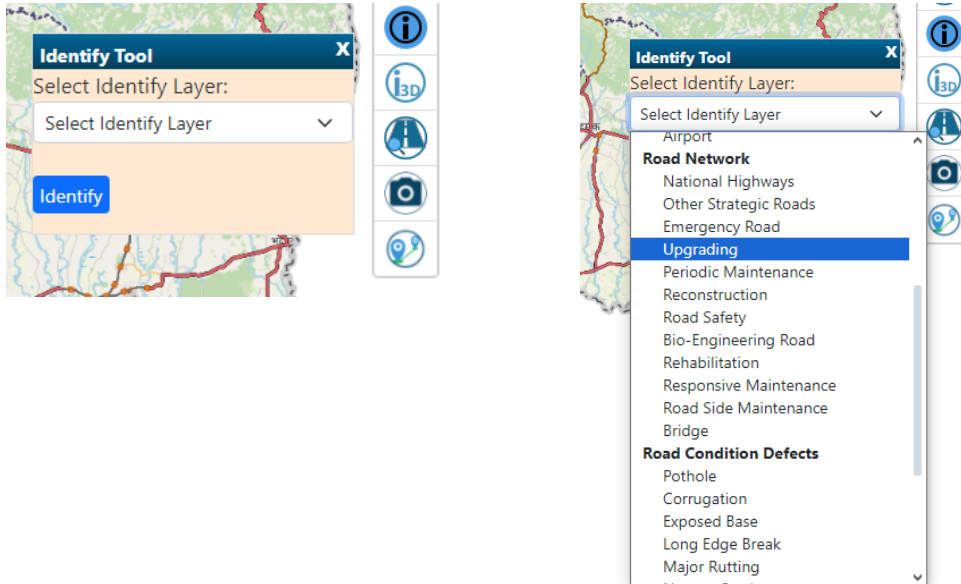 Identify Tool
X
Select Identify Layer:
Select Identify Layer
Identify
i3D
Identify Tool
X
Select Identify Layer:
Select Identify Layer
Airport
Road Network
National Highways
Other Strategic Roads
Emergency Road
Upgrading
Periodic Maintenance
Reconstruction
Road Safety
Bio-Engineering Road
Rehabilitation
Responsive Maintenance
Road Side Maintenance
Bridge
Road Condition Defects
Pothole
Corrugation
Exposed Base
Long Edge Break
Major Rutting
i3D